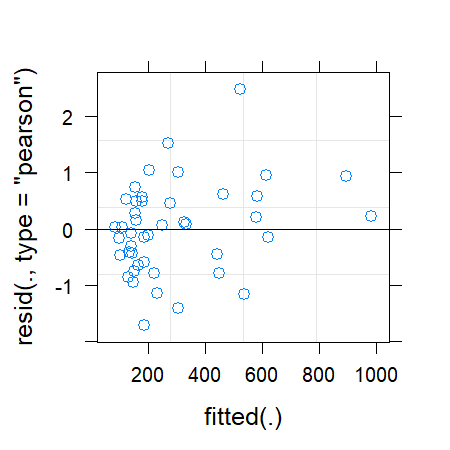 resid(., type = "pearson")
2
1
0
-1
200 400 600 800 1000
fitted(.)